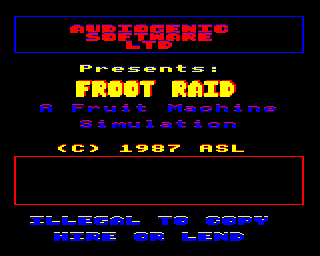 AUDIOGENIC
SOFTWARE
LTD
Presents:
FROOT RAID
A Fruit Machine
Simulation
(C) 1987 ASL
ILLEGAL TO COPY
HIRE OR LEND